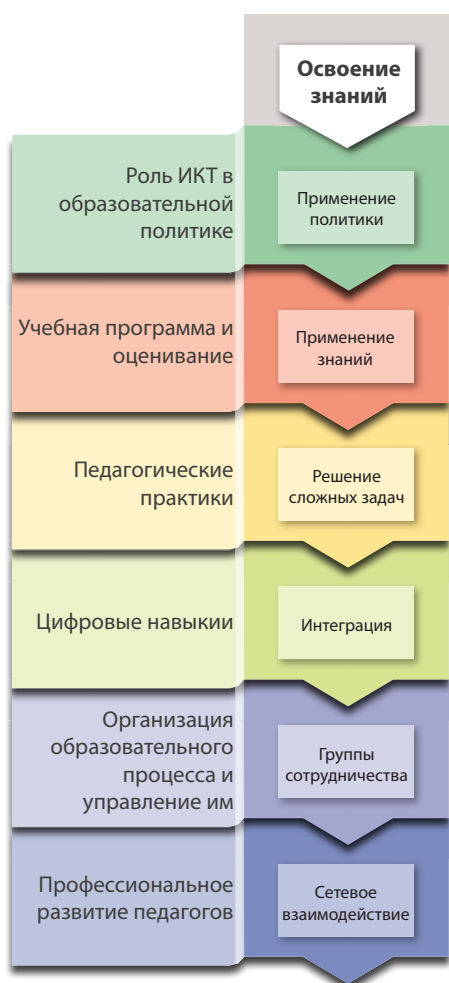 Освоение
знаний
Роль ИКТ в
образовательной
политике
Применение
политики
Учебная программа и
оценивание
Применение
знаний
Педагогические
практики
Решение
сложных задач
Цифровые навыкии
Интеграция
Организация
образовательного
процесса и
управление им
Группы
сотрудничества
Профессиональное
развитие педагогов
Сетевое
взаимодействие